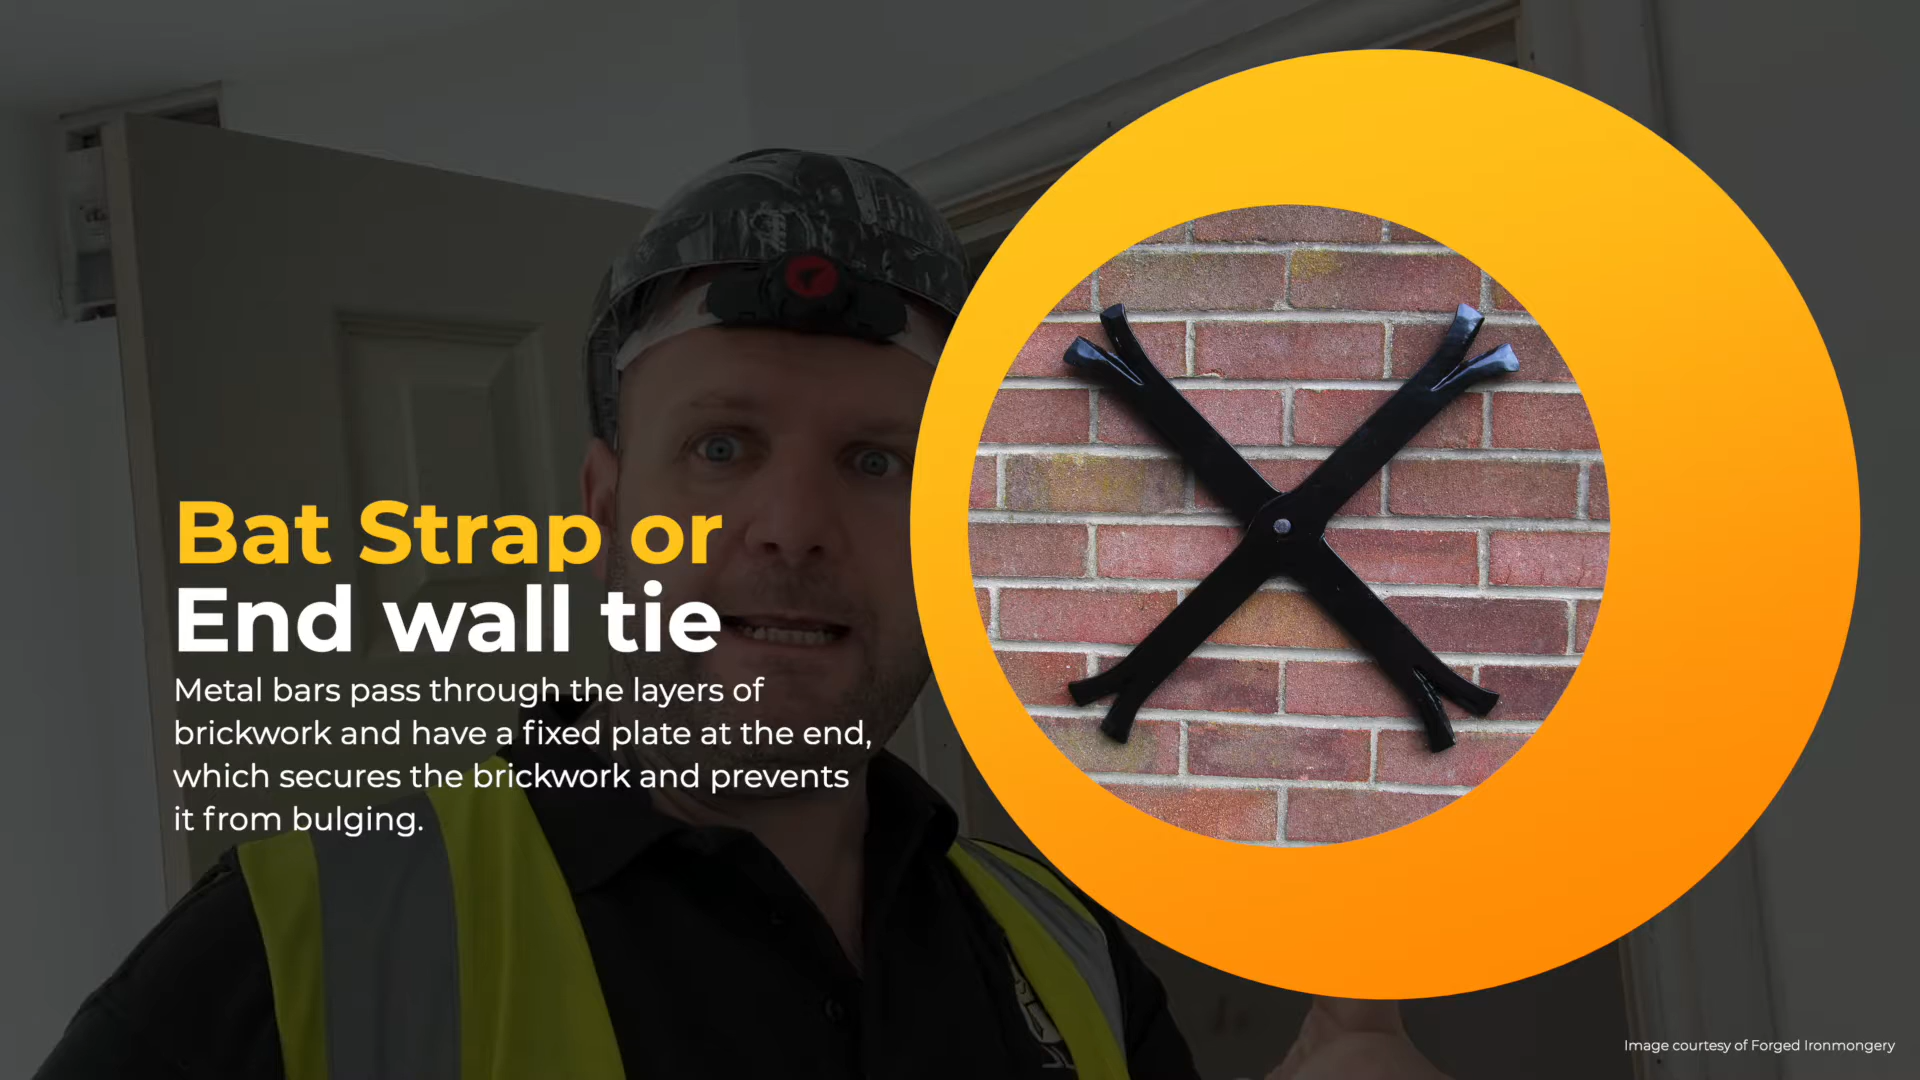 Bat Strap or
End wall tie
Metal bars pass through the layers of
brickwork and have a fixed plate at the end,
which secures the brickwork and prevents
it from bulging.
Image courtesy of Forged Ironmongery